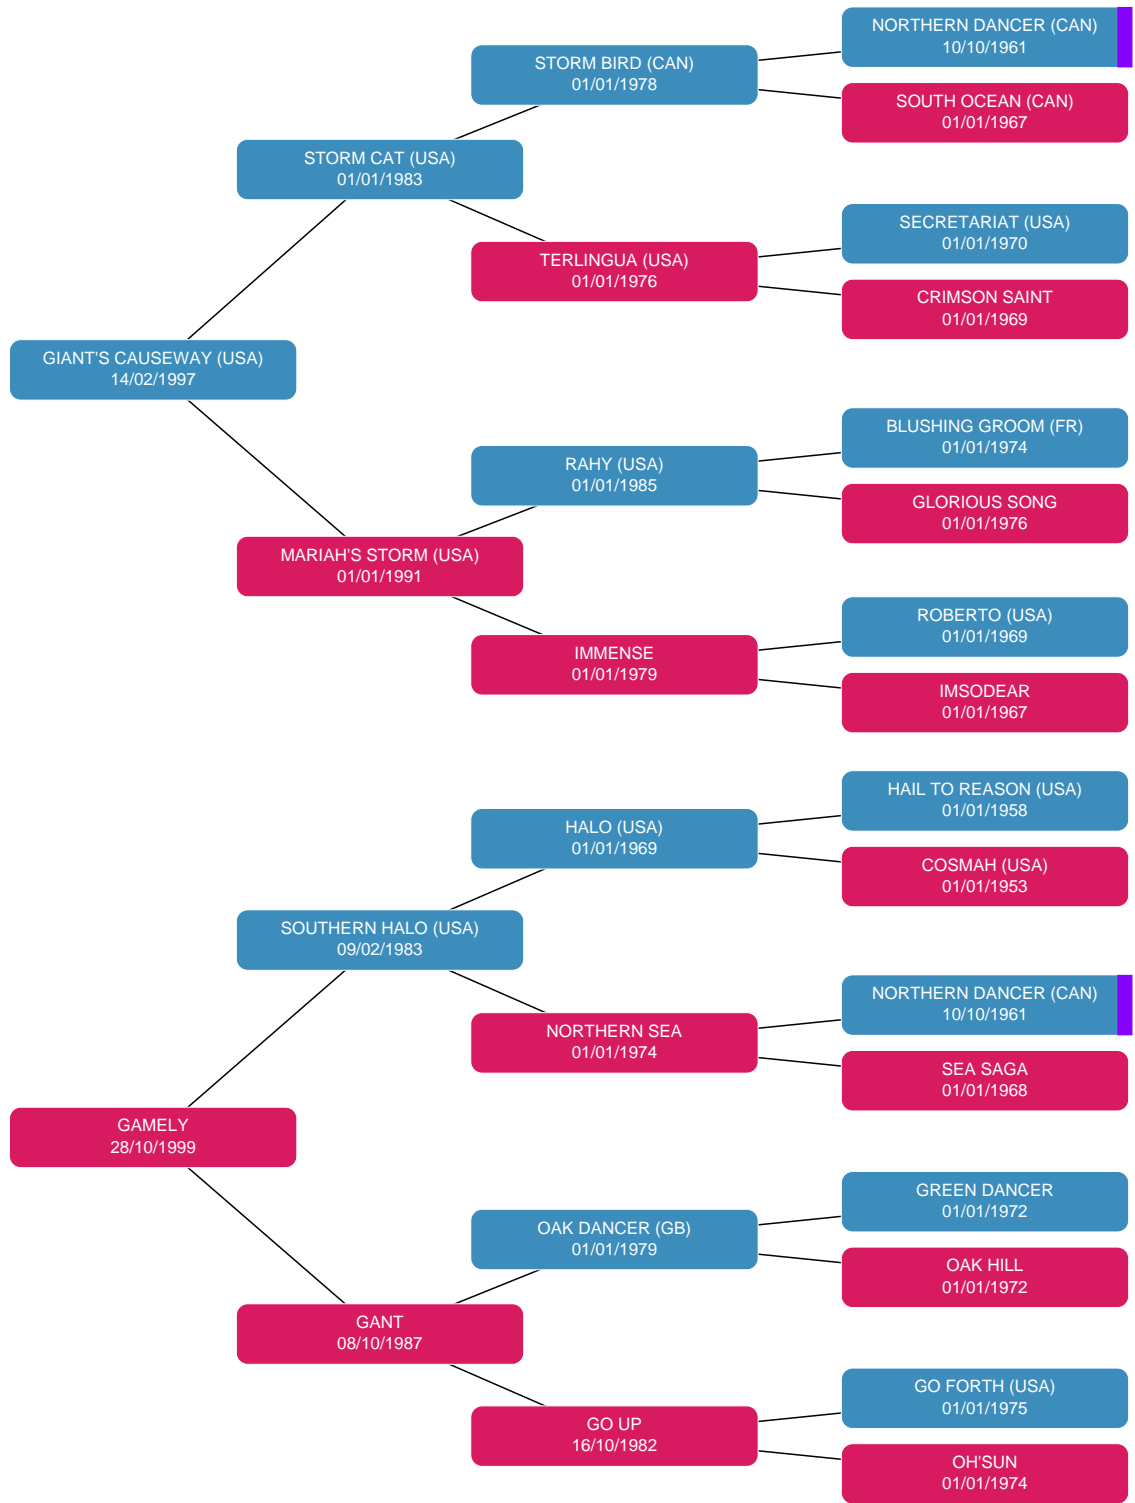 NORTHERN DANCER (CAN)
10/10/1961
STORM BIRD (CAN)
01/01/1978
SOUTH OCEAN (CAN)
01/01/1967
STORM CAT (USA)
01/01/1983
SECRETARIAT (USA)
01/01/1970
TERLINGUA (USA)
01/01/1976
CRIMSON SAINT
01/01/1969
GIANT'S CAUSEWAY (USA)
14/02/1997
BLUSHING GROOM (FR)
01/01/1974
RAHY (USA)
01/01/1985
GLORIOUS SONG
01/01/1976
MARIAH'S STORM (USA)
01/01/1991
ROBERTO (USA)
01/01/1969
IMMENSE
01/01/1979
IMSODEAR
01/01/1967
HAIL TO REASON (USA)
01/01/1958
HALO (USA)
01/01/1969
COSMAH (USA)
01/01/1953
SOUTHERN HALO (USA)
09/02/1983
NORTHERN DANCER (CAN)
10/10/1961
NORTHERN SEA
01/01/1974
SEA SAGA
01/01/1968
GAMELY
28/10/1999
GREEN DANCER
01/01/1972
OAK DANCER (GB)
01/01/1979
OAK HILL
01/01/1972
GANT
08/10/1987
GO FORTH (USA)
01/01/1975
GO UP
16/10/1982
OH'SUN
01/01/1974